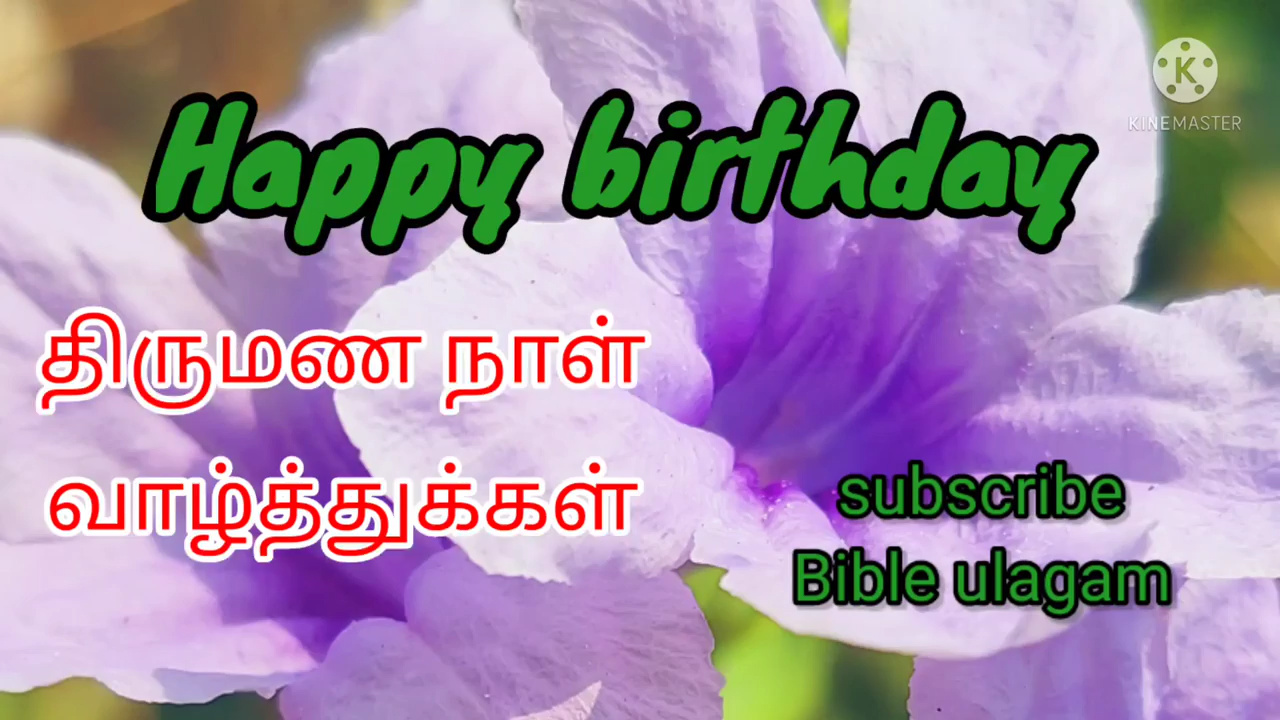 Happy birthday
KINEMASTER
திருமண நாள்
வாழ்த்துக்கள்
subscribe
Bible ulagam